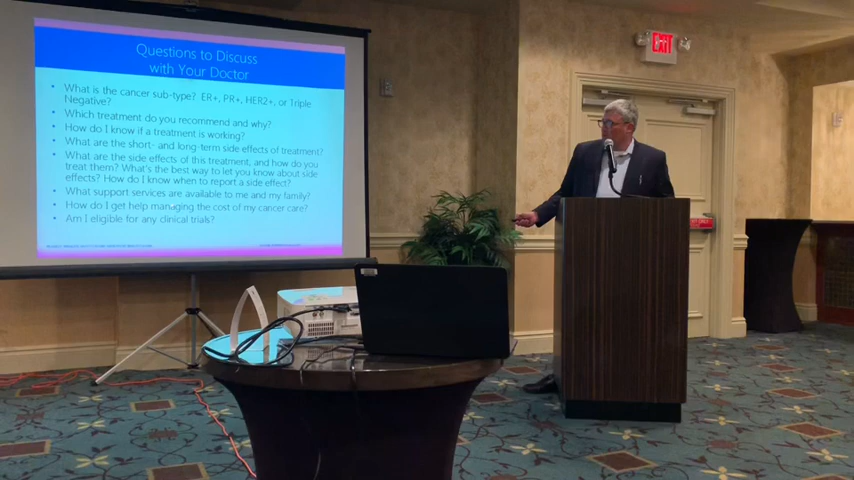 Questions to Discuss
with Your Doctor
• What is the cancer sub-type? ER+, PR+, HER2+, or Triple
Negative?
• Which treatment do you recommend and why?
• How do I know if a treatment is working?
• What are the short- and long-term side effects of treatment?
• What are the side effects of this treatment, and how do you
treat them? What's the best way to let you know about side
effects? How do I know when to report a side effect?
• What support services are available to me and my family?
• How do I get help managing the cost of my cancer care?
• Am I eligible for any clinical trials?
EXIT